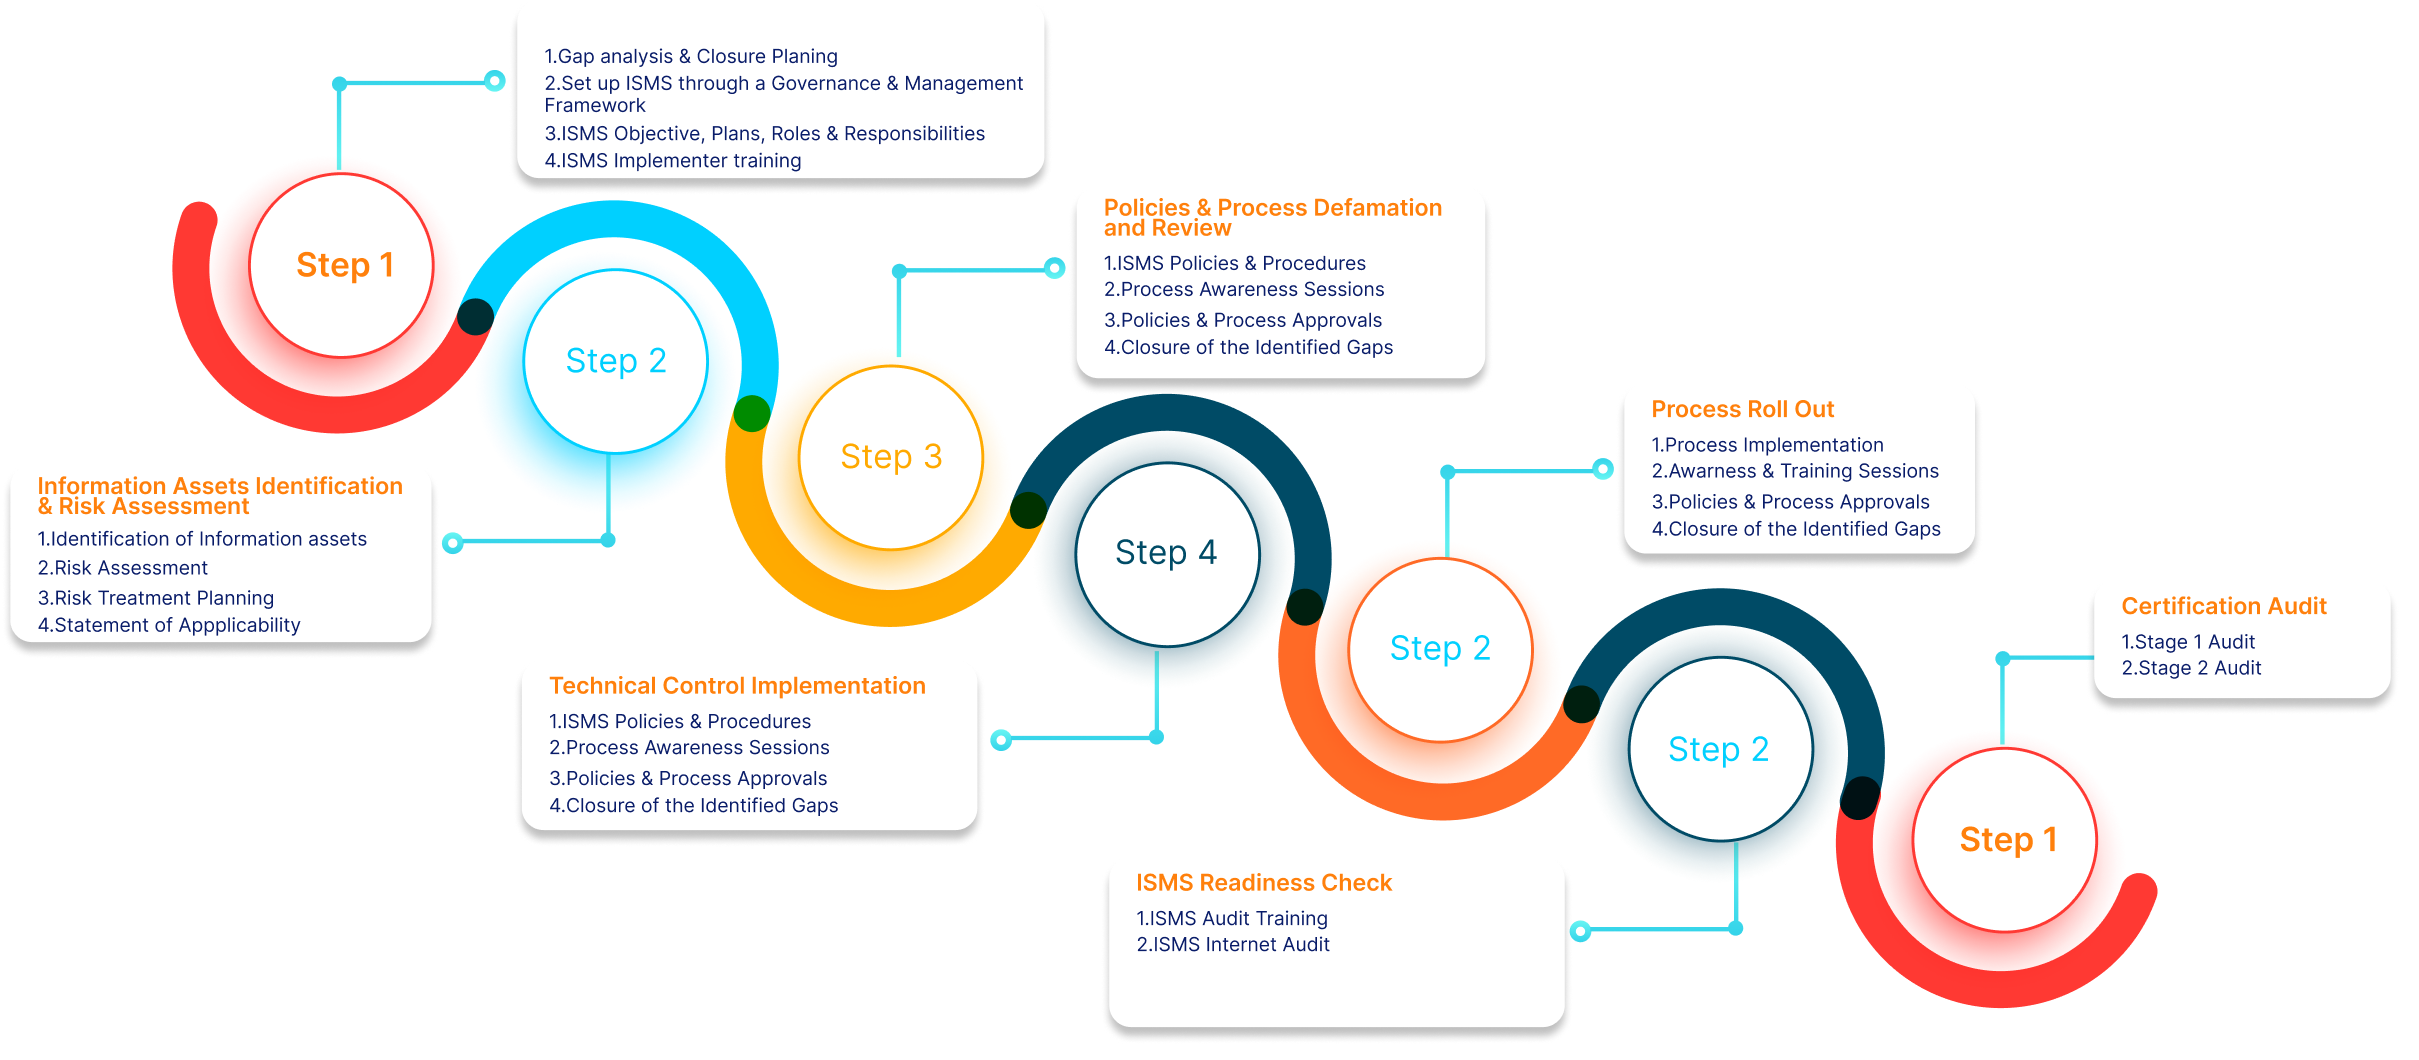 1.Gap analysis & Closure Planing
2.Set up ISMS through a Governance & Management
Framework
3.ISMS Objective, Plans, Roles & Responsibilities
4.ISMS Implementer training
Step 1
Step 2
Information Assets Identification
& Risk Assessment
1.Identification of Information assets
2.Risk Assessment
3.Risk Treatment Planning
4.Statement of Appplicability
Policies & Process Defamation
and Review
1.ISMS Policies & Procedures
2.Process Awareness Sessions
3.Policies & Process Approvals
4.Closure of the Identified Gaps
Step 3
Step 4
Technical Control Implementation
1.ISMS Policies & Procedures
2.Process Awareness Sessions
3.Policies & Process Approvals
4.Closure of the Identified Gaps
Process Roll Out
1.Process Implementation
2.Awarness & Training Sessions
3.Policies & Process Approvals
4.Closure of the Identified Gaps
Step 2
Step 2
ISMS Readiness Check
1.ISMS Audit Training
2.ISMS Internet Audit
Certification Audit
1.Stage 1 Audit
2.Stage 2 Audit
Step 1